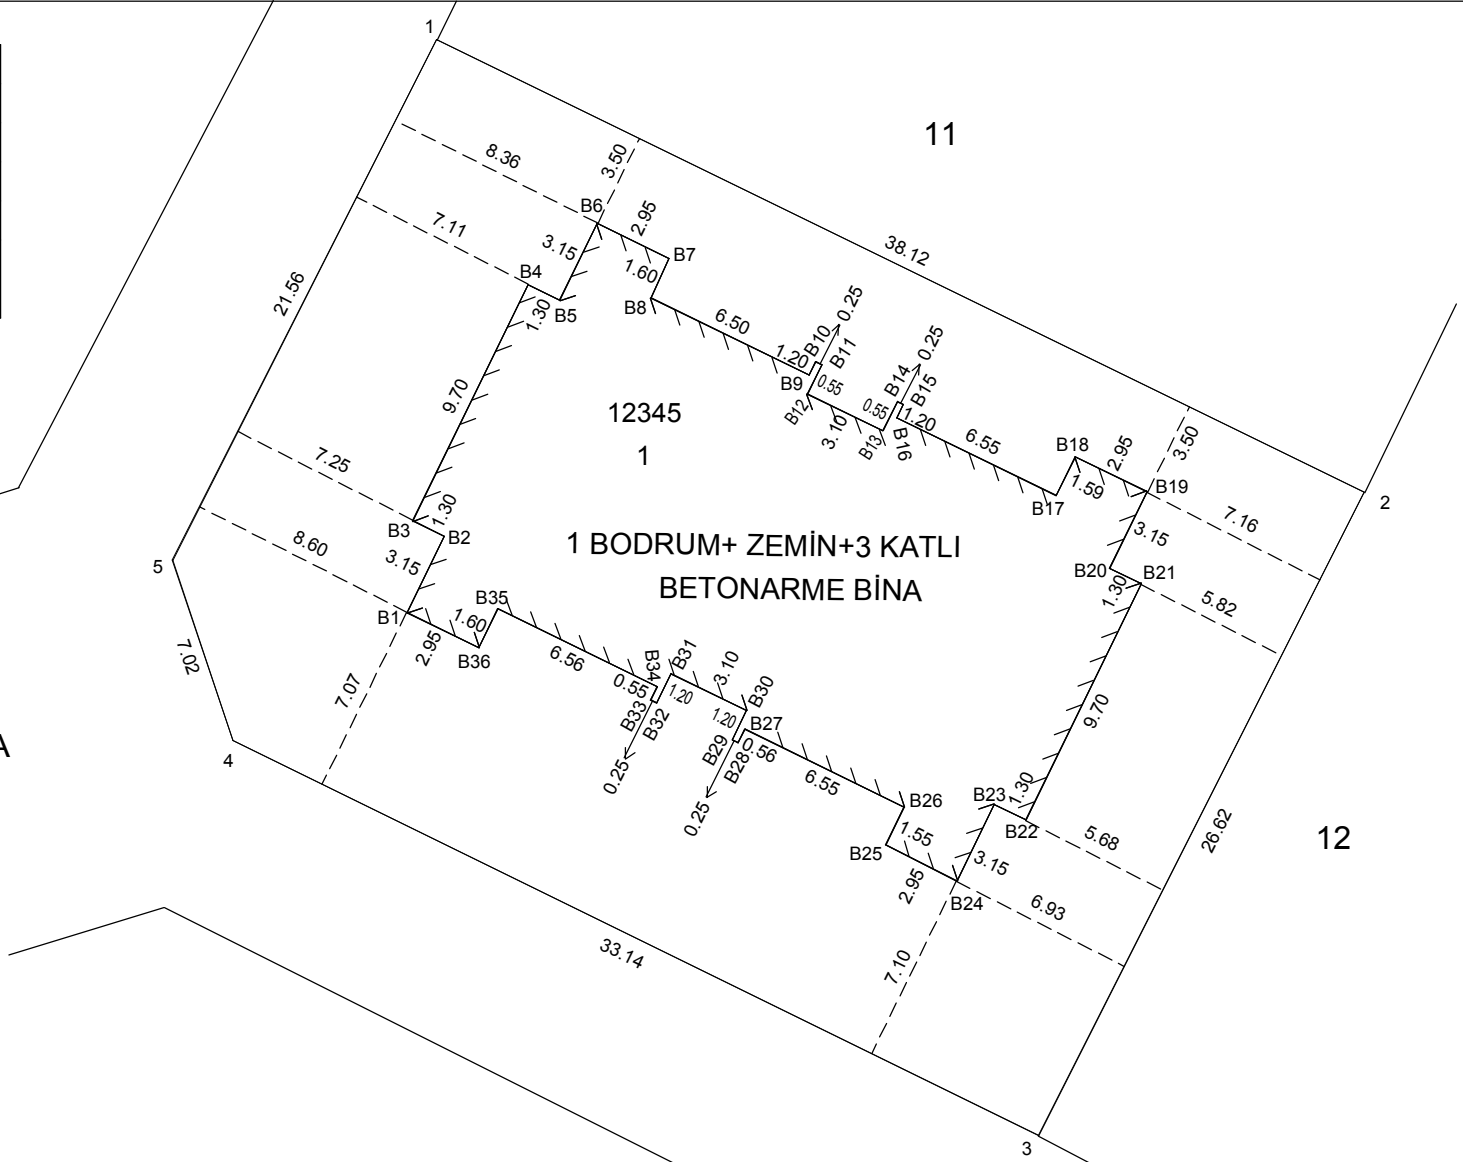 1
11
8.36
3.50
B6
2.95
7.11
3.15
B7
38.12
B4
1.60
21.56
1.30
B5
B8
0.25
6.50
B10
B11
0.25
1.20
B9
0.55
B14
B15
9.70
12345
B12
0.55
1.20
3.10
B13
B16
6.55
B18
2.95
3.50
1
7.25
1.59
B19
2
B17
7.16
1.30
B3
B2
3.15
1 BODRUM+ ZEMİN+3 KATLI
8.60
3.15
B20
B21
5
BETONARME BİNA
1.30
5.82
B35
B1
1.60
2.95
B36
7.02
6.56
B34
B31
3.10
0.55
1.20
B30
7.07
B33
B32
1.20
B27
9.70
A
B29
B28
0.56
4
0.25
6.55
1.30
B26
B23
0.25
B22
26.62
12
1.55
5.68
B25
3.15
2.95
B24
6.93
33.14
7.10
3